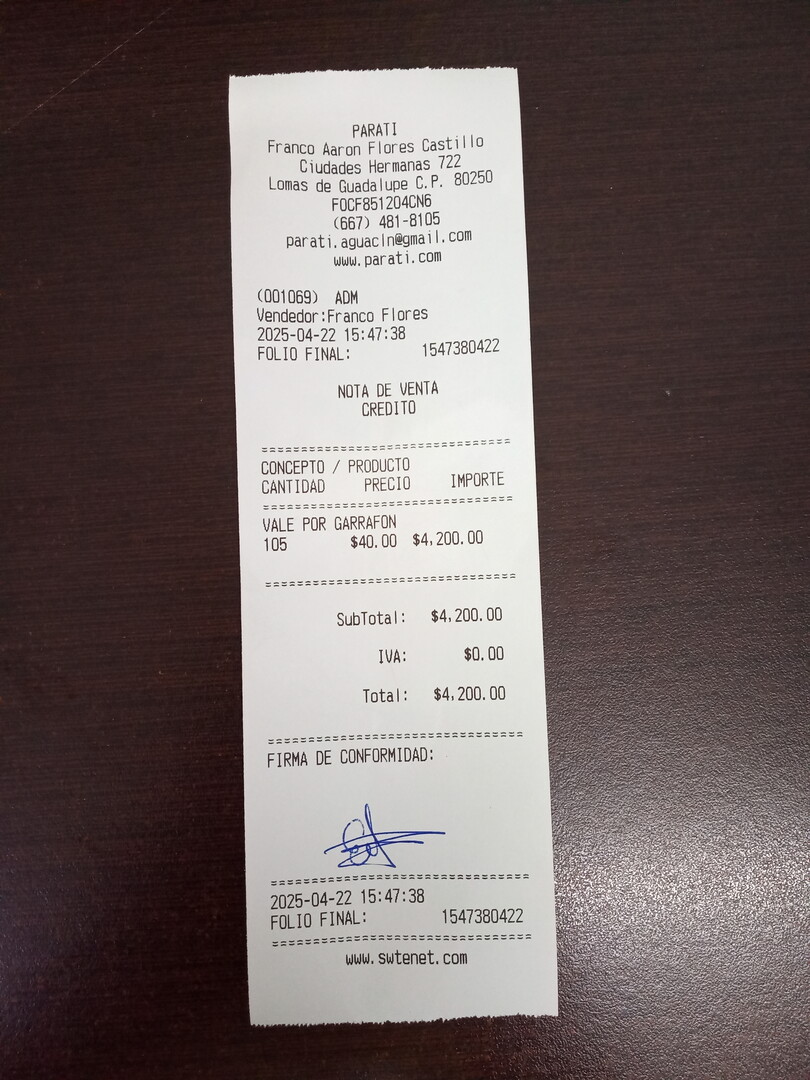 PARATI
Franco Aaron Flores Castillo
Ciudades Hermanas 722
Lomas de Guadalupe C.P. 80250
FOCF851204CN6
(667) 481-8105
parati.aguacln@gmail.com
www.parati.com
(001069) ADM
Vendedor:Franco Flores
2025-04-22 15:47:38
FOLIO FINAL: 1547380422
NOTA DE VENTA
CREDITO
==================================
CONCEPTO / PRODUCTO
CANTIDAD PRECIO IMPORTE
==================================
VALE POR GARRAFON
105 $40.00 $4,200.00
==================================
SubTotal: $4,200.00
IVA: $0.00
Total: $4,200.00
==================================
FIRMA DE CONFORMIDAD:
==================================
2025-04-22 15:47:38
FOLIO FINAL: 1547380422
==================================
www.swtenet.com